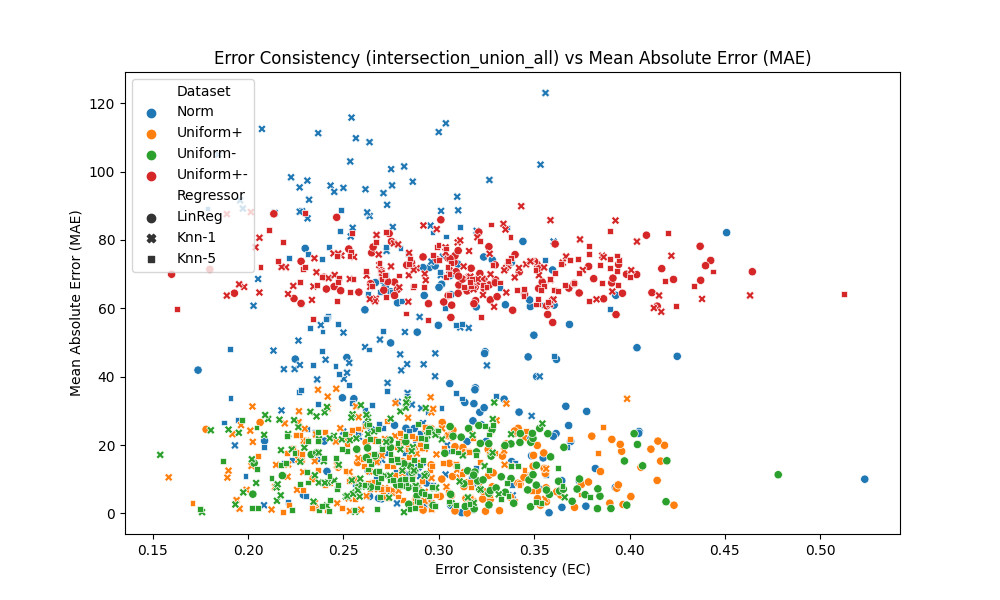 Error Consistency (intersection_union_all) vs Mean Absolute Error (MAE)
Dataset
Norm
Uniform+
Uniform-
Uniform+-
Regressor
LinReg
Knn-1
Knn-5
120
100
80
60
40
20
0
Mean Absolute Error (MAE)
0.15 0.20 0.25 0.30 0.35 0.40 0.45 0.50
Error Consistency (EC)